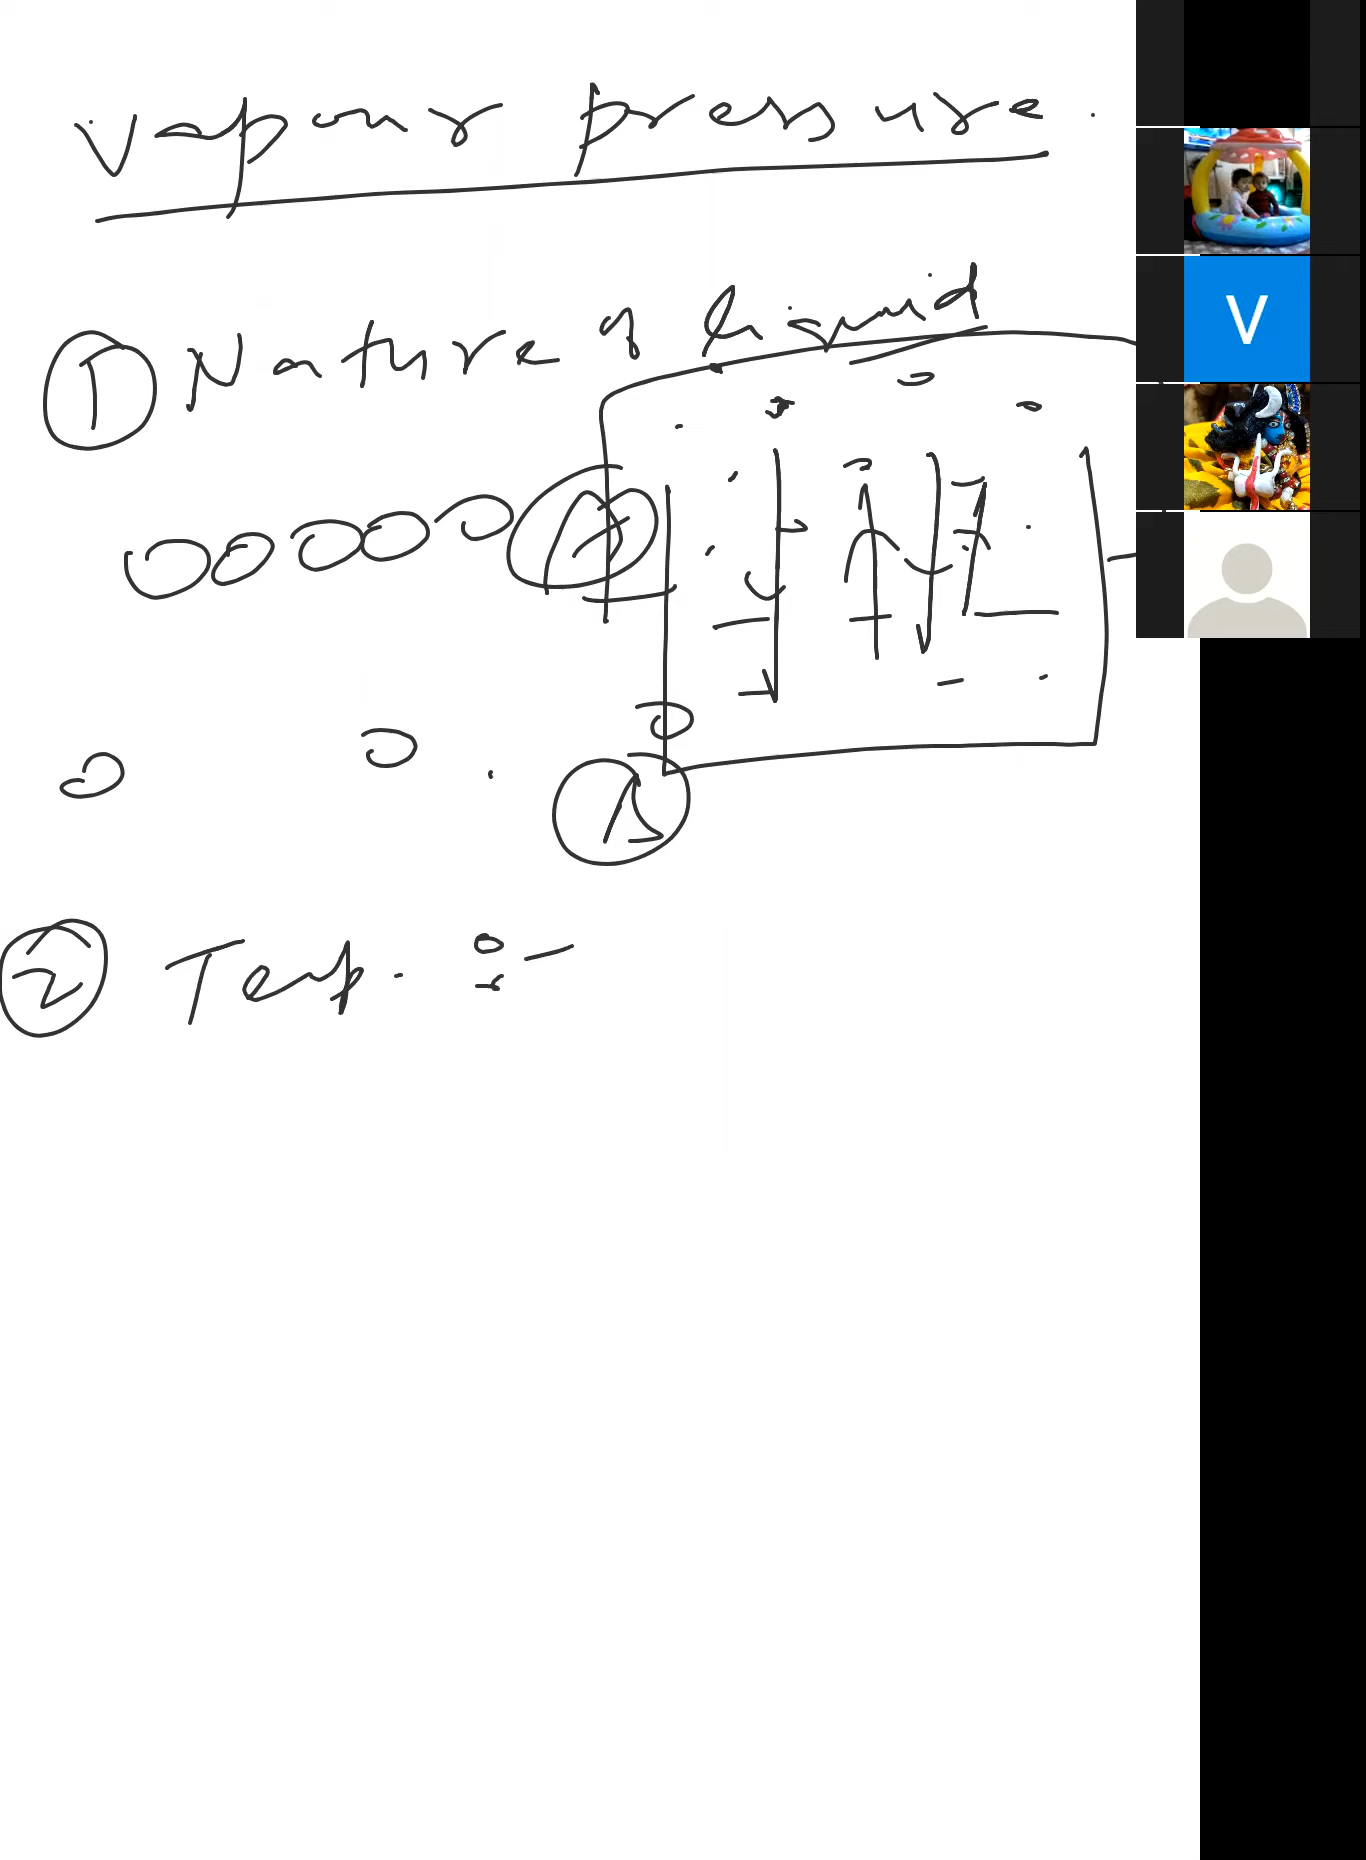 Vapour pressure.
① Nature of liquid
A
A
② Temp. :-
V